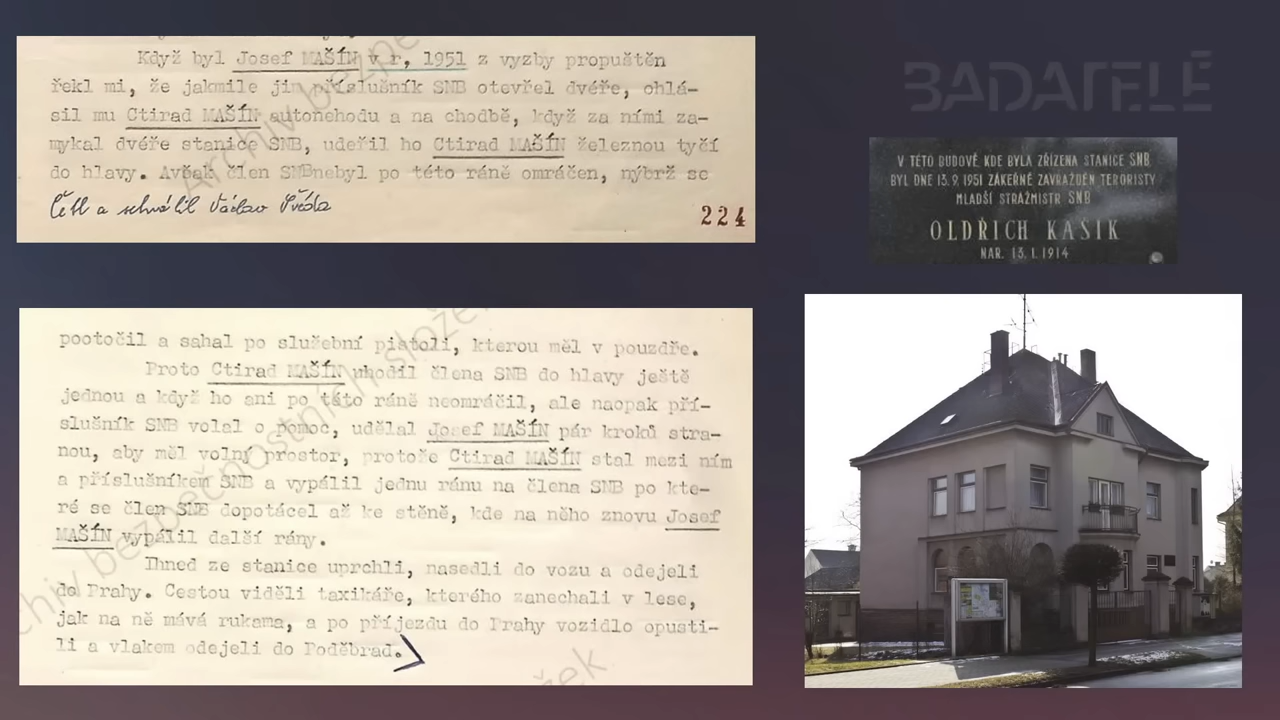 Když byl Josef MAŠÍN v r, 1951 z vyzby propuštěn
řekl mi, že jakmile jim příslušník SNB otevřel dvéře, ohlá-
sil mu Ctirad MAŠÍN autonehodu a na chodbě, když za ními za-
mykal dvéře stanice SNB, udeřil ho Ctirad MAŠÍN železnou tyčí
do hlavy. Avšak člen SNBnebyl po této ráně omráčen, nýbrž se
Četl a schválil Václav Švéda
224
pootočil a sahal po služební pistoli, kterou měl v pouzdře.
Proto Ctirad MAŠÍN uhodil člena SNB do hlavy ještě
jednou a když ho ani po této ráně neomráčil, ale naopak pří-
slušník SNB volal o pomoc, udělal Josef MAŠÍN pár kroků stra-
nou, aby měl volný prostor, protože Ctirad MAŠÍN stal mezi ním
a příslušníkem SNB a vypálil jednu ránu na člena SNB po kte-
ré se člen SNB dopotácel až ke stěně, kde na něho znovu Josef
MAŠÍN vypálil další rány.
Ihned ze stanice uprchli, nasedli do vozu a odejeli
do Prahy. Cestou viděli taxikáře, kterého zanechali v lese,
jak na ně mává rukama, a po příjezdu do Prahy vozidlo opusti-
li a vlakem odejeli do Poděbrad.
BADATELÉ
V TÉTO BUDOVĚ KDE BYLA ZŘÍZENA STANICE SNB
BYL DNE 13. 9. 1951 ZÁKEŘNĚ ZAVRAŽDĚN TERORISTY
MLADŠÍ STRÁŽMISTR SNB
OLDŘICH KAŠÍK
NAR. 13. 1. 1914